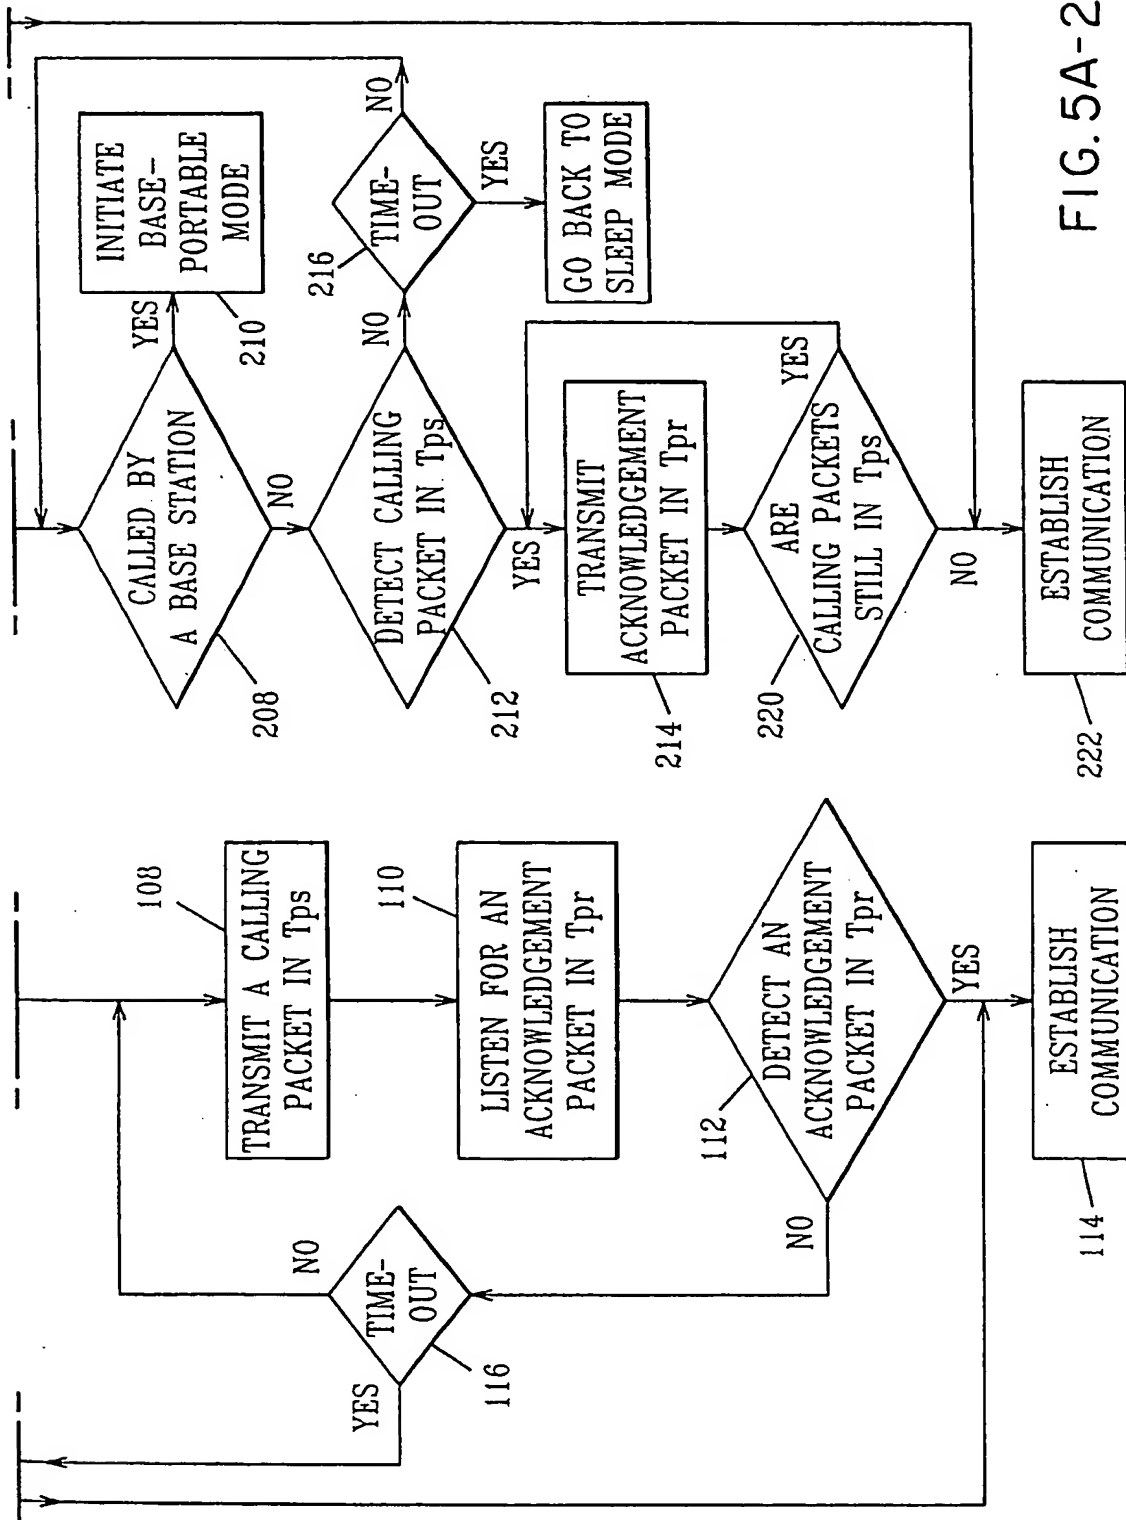 108
TRANSMIT A CALLING
PACKET IN Tps
110
LISTEN FOR AN
ACKNOWLEDGEMENT
PACKET IN Tpr
112
DETECT AN
ACKNOWLEDGEMENT
PACKET IN Tpr
NO
YES
TIME-
OUT
116
NO
YES
ESTABLISH
COMMUNICATION
114
CALLED BY
A BASE STATION
208
YES
INITIATE
BASE-
PORTABLE
MODE
210
NO
DETECT CALLING
PACKET IN Tps
212
NO
TIME-
OUT
216
NO
YES
GO BACK TO
SLEEP MODE
YES
TRANSMIT
ACKNOWLEDGEMENT
PACKET IN Tpr
214
ARE
CALLING PACKETS
STILL IN Tps
220
YES
NO
ESTABLISH
COMMUNICATION
222
FIG. 5A-2